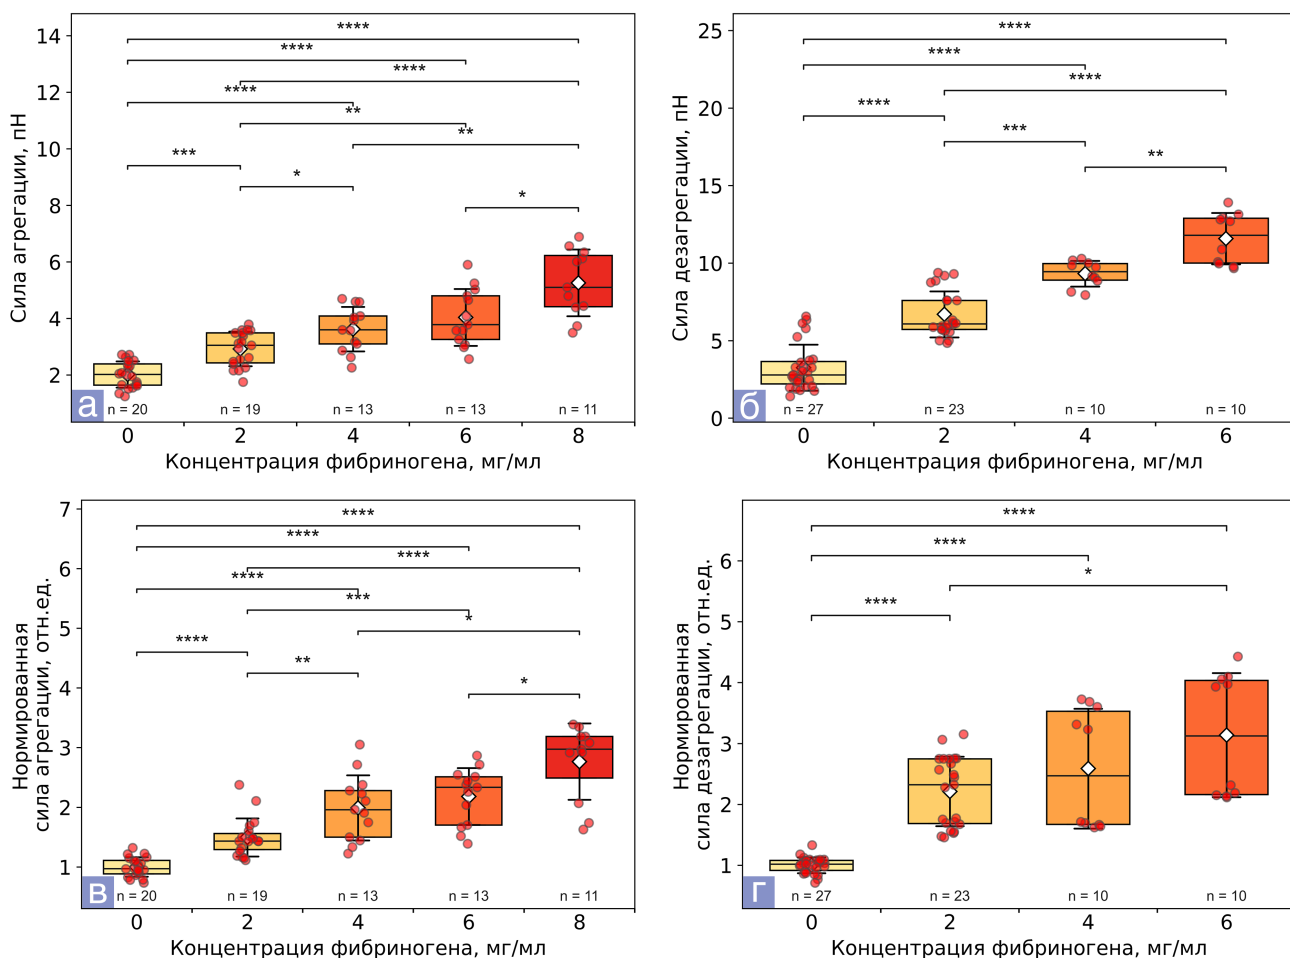 ****
****
****
****
**
**
***
*
*
14
12
10
8
6
4
2
Сила агрегации, пН
а
n = 20
n = 19
n = 13
n = 13
n = 11
0
2
4
6
8
Концентрация фибриногена, мг/мл
****
****
****
****
***
**
25
20
15
10
5
0
Сила дезагрегации, пН
б
n = 27
n = 23
n = 10
n = 10
0
2
4
6
Концентрация фибриногена, мг/мл
****
****
****
****
***
*
****
**
*
7
6
5
4
3
2
1
Нормированная
сила агрегации, отн.ед.
в
n = 20
n = 19
n = 13
n = 13
n = 11
0
2
4
6
8
Концентрация фибриногена, мг/мл
****
****
*
****
6
5
4
3
2
1
Нормированная
сила дезагрегации, отн.ед.
г
n = 27
n = 23
n = 10
n = 10
0
2
4
6
Концентрация фибриногена, мг/мл